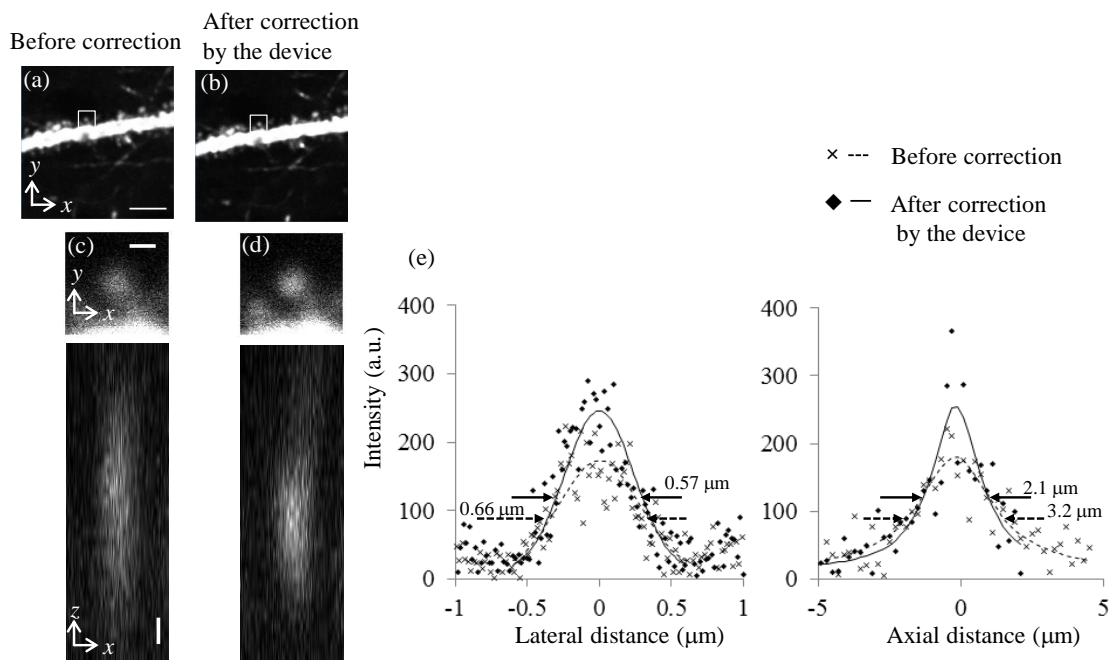 Before correction
After correction
by the device
(a)
(b)
y
x
(c)
(d)
y
x
z
x
× --- Before correction
◆ — After correction
by the device
(e)
Intensity (a.u.)
400
300
200
100
0
-1 -0.5 0 0.5 1
Lateral distance (μm)
0.66 μm
0.57 μm
400
300
200
100
0
-5 0 5
Axial distance (μm)
2.1 μm
3.2 μm